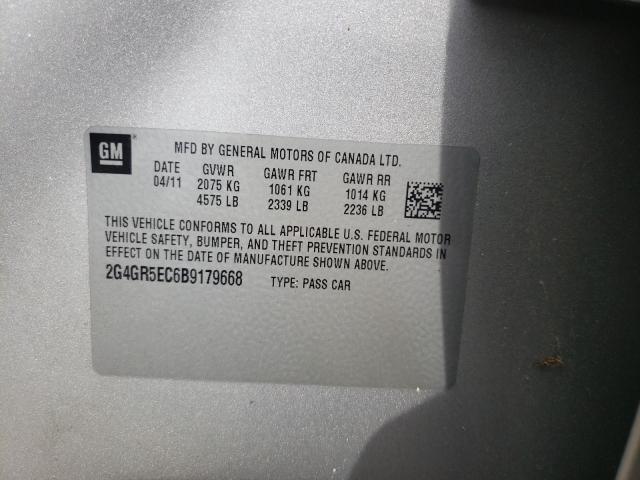 GM
MFD BY GENERAL MOTORS OF CANADA LTD.
DATE GVWR GAWR FRT GAWR RR
04/11 2075 KG 1061 KG 1014 KG
4575 LB 2339 LB 2236 LB
THIS VEHICLE CONFORMS TO ALL APPLICABLE U.S. FEDERAL MOTOR
VEHICLE SAFETY, BUMPER, AND THEFT PREVENTION STANDARDS IN
EFFECT ON THE DATE OF MANUFACTURE SHOWN ABOVE.
2G4GR5EC6B9179668 TYPE: PASS CAR